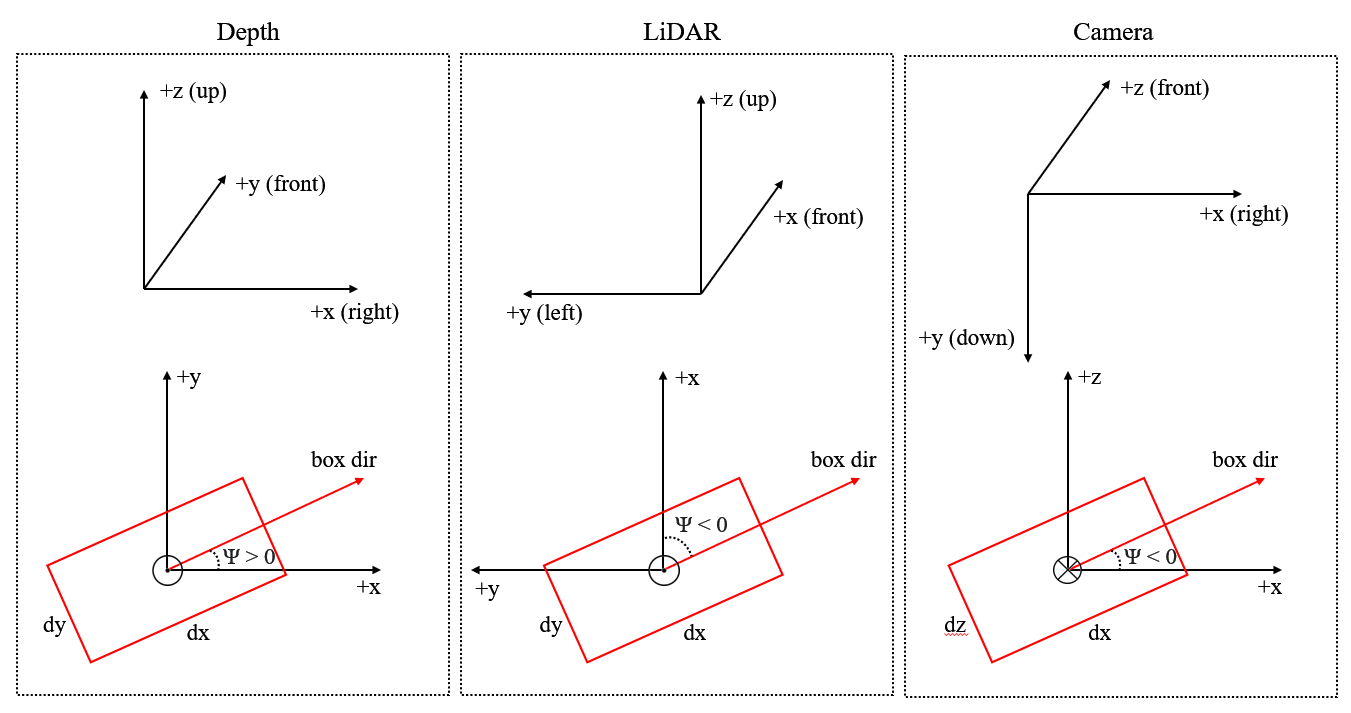 Depth
+z (up)
+y (front)
+x (right)
+y
box dir
Ψ > 0
+x
dy
dx
LiDAR
+z (up)
+x (front)
+y (left)
+x
box dir
Ψ < 0
+y
dy
dx
Camera
+z (front)
+x (right)
+y (down)
+z
box dir
Ψ < 0
+x
dz
dx